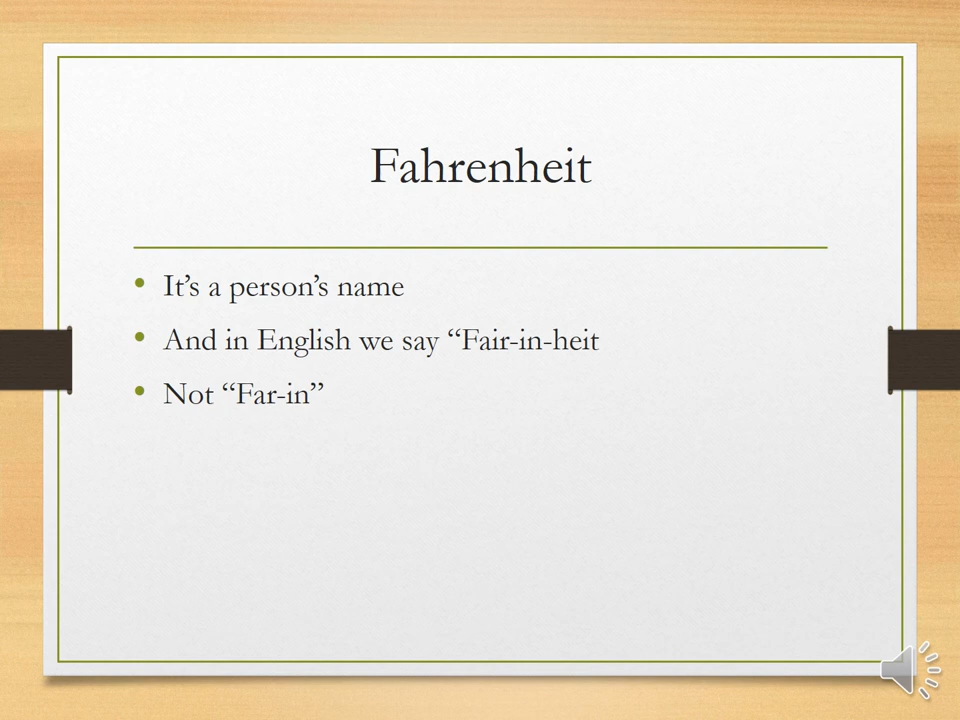 Fahrenheit
It’s a person’s name
And in English we say “Fair-in-heit
Not “Far-in”